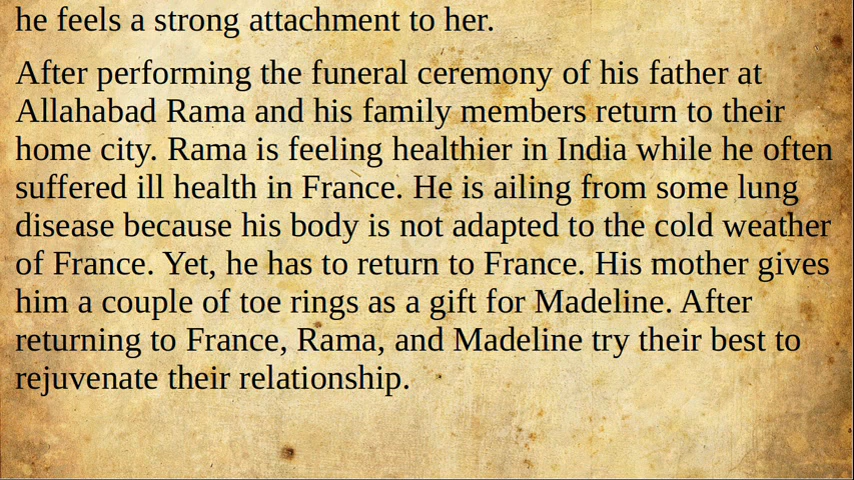 he feels a strong attachment to her.
After performing the funeral ceremony of his father at
Allahabad Rama and his family members return to their
home city. Rama is feeling healthier in India while he often
suffered ill health in France. He is ailing from some lung
disease because his body is not adapted to the cold weather
of France. Yet, he has to return to France. His mother gives
him a couple of toe rings as a gift for Madeline. After
returning to France, Rama, and Madeline try their best to
rejuvenate their relationship.